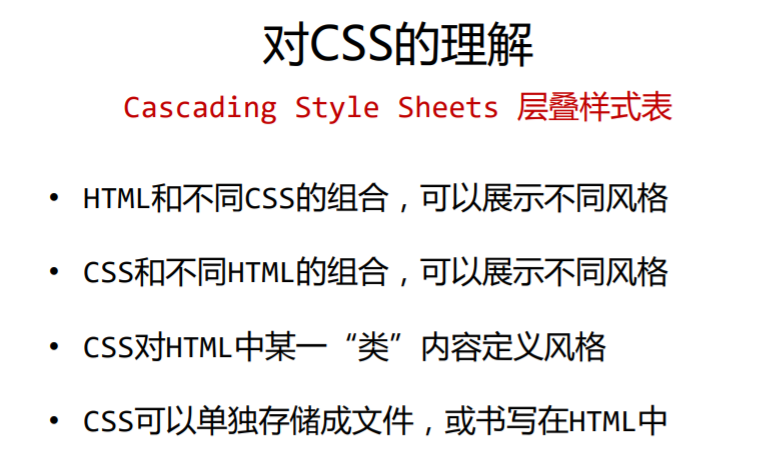 对CSS的理解
Cascading Style Sheets 层叠样式表
• HTML和不同CSS的组合，可以展示不同风格
• CSS和不同HTML的组合，可以展示不同风格
• CSS对HTML中某一“类”内容定义风格
• CSS可以单独存储成文件，或书写在HTML中